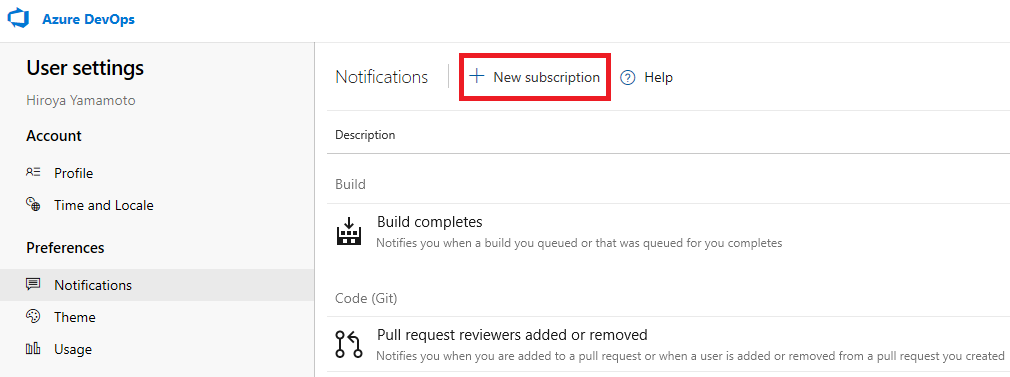 Azure DevOps
User settings
Hiroya Yamamoto
Account
Profile
Time and Locale
Preferences
Notifications
Theme
Usage
Notifications
New subscription
Help
Description
Build
Build completes
Notifies you when a build you queued or that was queued for you completes
Code (Git)
Pull request reviewers added or removed
Notifies you when you are added to a pull request or when a user is added or removed from a pull request you created